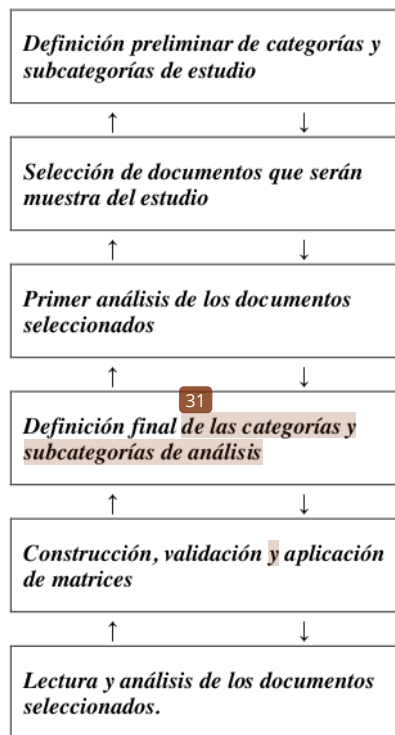 Definición preliminar de categorías y
subcategorías de estudio
↑ ↓
Selección de documentos que serán
muestra del estudio
↑ ↓
Primer análisis de los documentos
seleccionados
↑ ↓
31
Definición final de las categorías y
subcategorías de análisis
↑ ↓
Construcción, validación y aplicación
de matrices
↑ ↓
Lectura y análisis de los documentos
seleccionados.